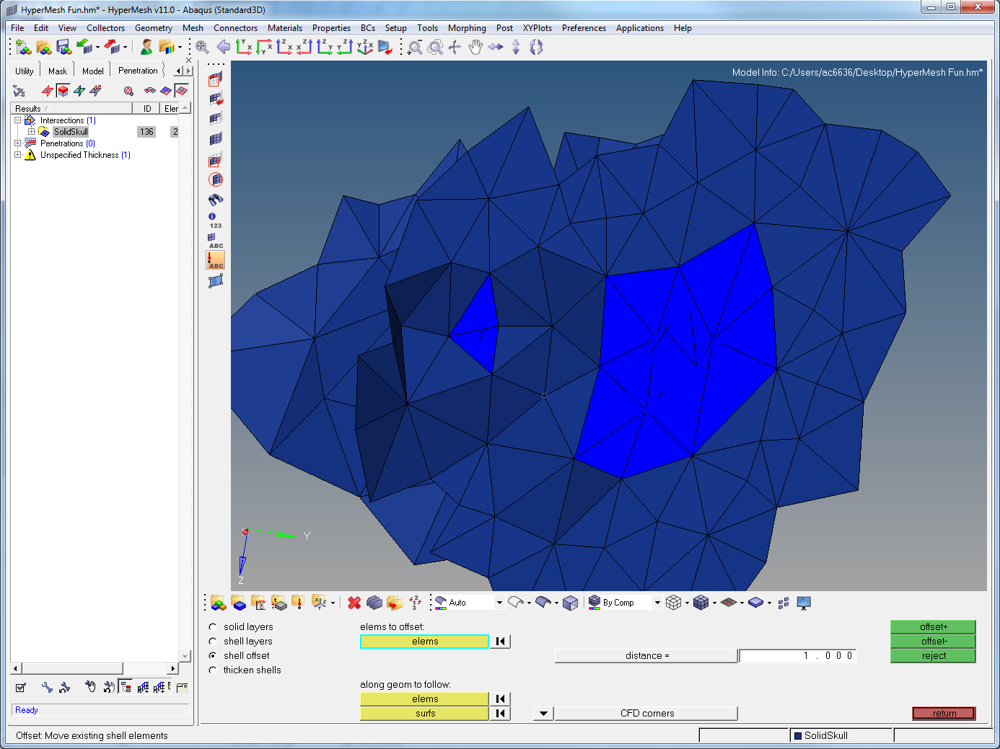 HyperMesh Fun.hm* - HyperMesh v11.0 - Abaqus (Standard3D)
File Edit View Collectors Geometry Mesh Connectors Materials Properties BCs Setup Tools Morphing Post XYPlots Preferences Applications Help
Utility Mask Model Penetration
Results / ID Eler
Intersections (1)
SolidSkull 136 2
Penetrations (0)
Unspecified Thickness (1)
123
ABC
ABC
Model Info: C:/Users/ac6636/Desktop/HyperMesh Fun.hm*
Y
Z
Auto By Comp
solid layers
shell layers
shell offset
thicken shells
elems to offset:
elems
distance = 1 . 0 0 0
along geom to follow:
elems
surfs
CFD corners
offset+
offset-
reject
return
Ready
Offset: Move existing shell elements SolidSkull